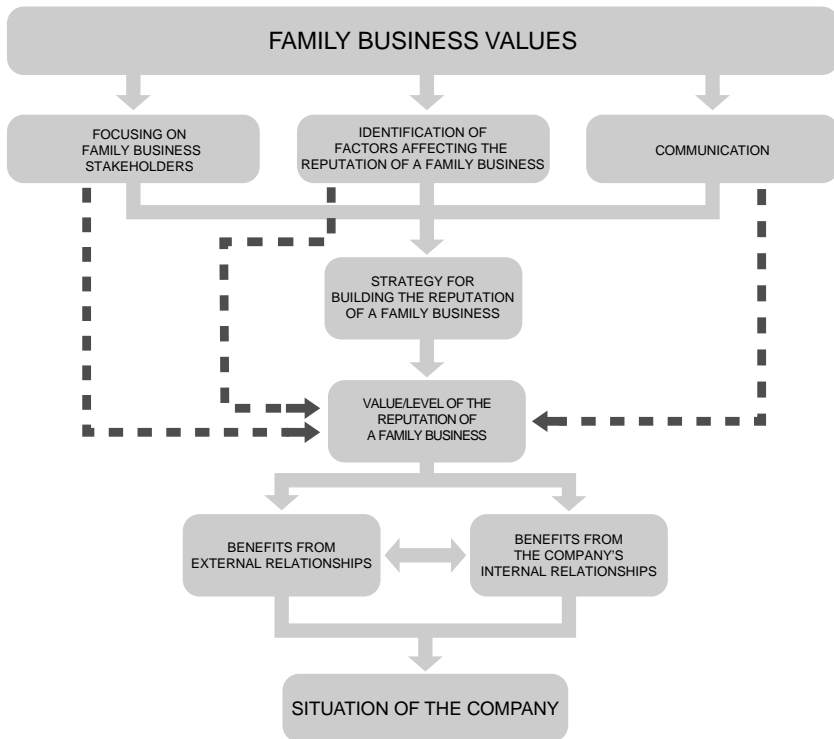 FAMILY BUSINESS VALUES
FOCUSING ON
FAMILY BUSINESS
STAKEHOLDERS
IDENTIFICATION OF
FACTORS AFFECTING THE
REPUTATION OF A FAMILY BUSINESS
COMMUNICATION
STRATEGY FOR
BUILDING THE REPUTATION
OF A FAMILY BUSINESS
VALUE/LEVEL OF THE
REPUTATION OF
A FAMILY BUSINESS
BENEFITS FROM
EXTERNAL RELATIONSHIPS
BENEFITS FROM
THE COMPANY'S
INTERNAL RELATIONSHIPS
SITUATION OF THE COMPANY